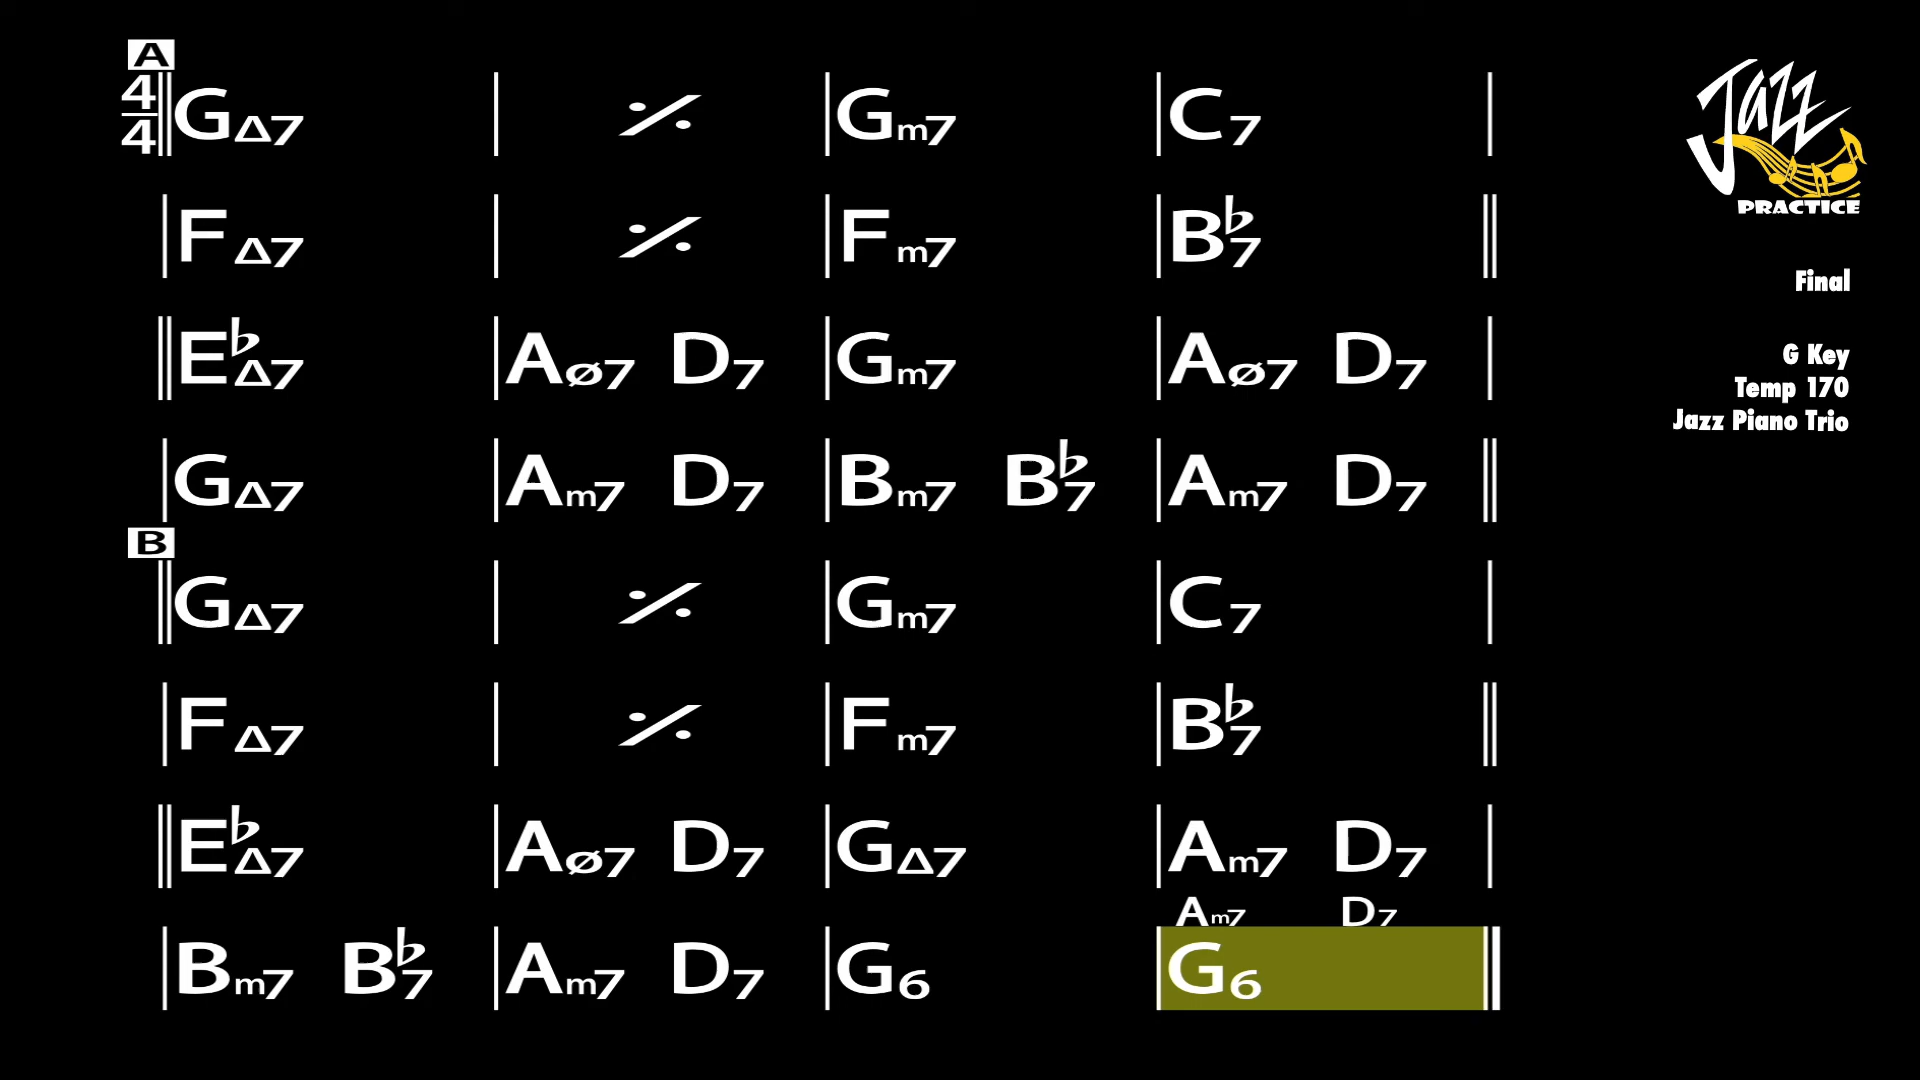 A
4/4 GΔ7 | 𝄎 | Gm7 | C7
Jazz
PRACTICE
FΔ7 | 𝄎 | Fm7 | B♭7
Final
E♭Δ7 | Aø7 D7 | Gm7 | Aø7 D7
G Key
Temp 170
Jazz Piano Trio
GΔ7 | Am7 D7 | Bm7 B♭7 | Am7 D7
B
GΔ7 | 𝄎 | Gm7 | C7
FΔ7 | 𝄎 | Fm7 | B♭7
E♭Δ7 | Aø7 D7 | GΔ7 | Am7 D7
Am7 D7
Bm7 B♭7 | Am7 D7 | G6 | G6